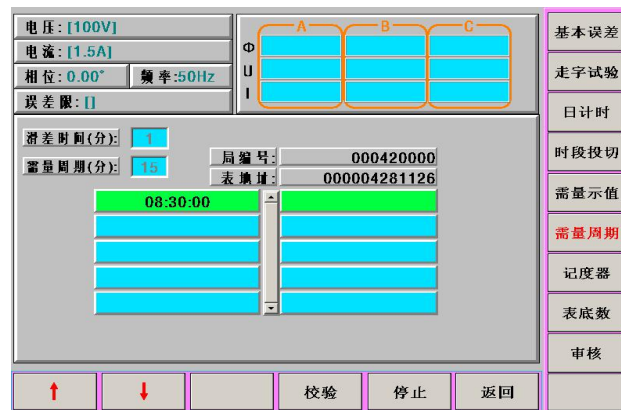 电压:[100V]
电流:[1.5A]
相位:0.00° 频率:50Hz
误差限:[]
A B C
Φ
U
I
滑差时间(分): 1
需量周期(分): 15
局编号: 000420000
表地址: 000004281126
08:30:00
基本误差
走字试验
日计时
时段投切
需量示值
需量周期
记度器
表底数
审核
↑ ↓ 校验 停止 返回